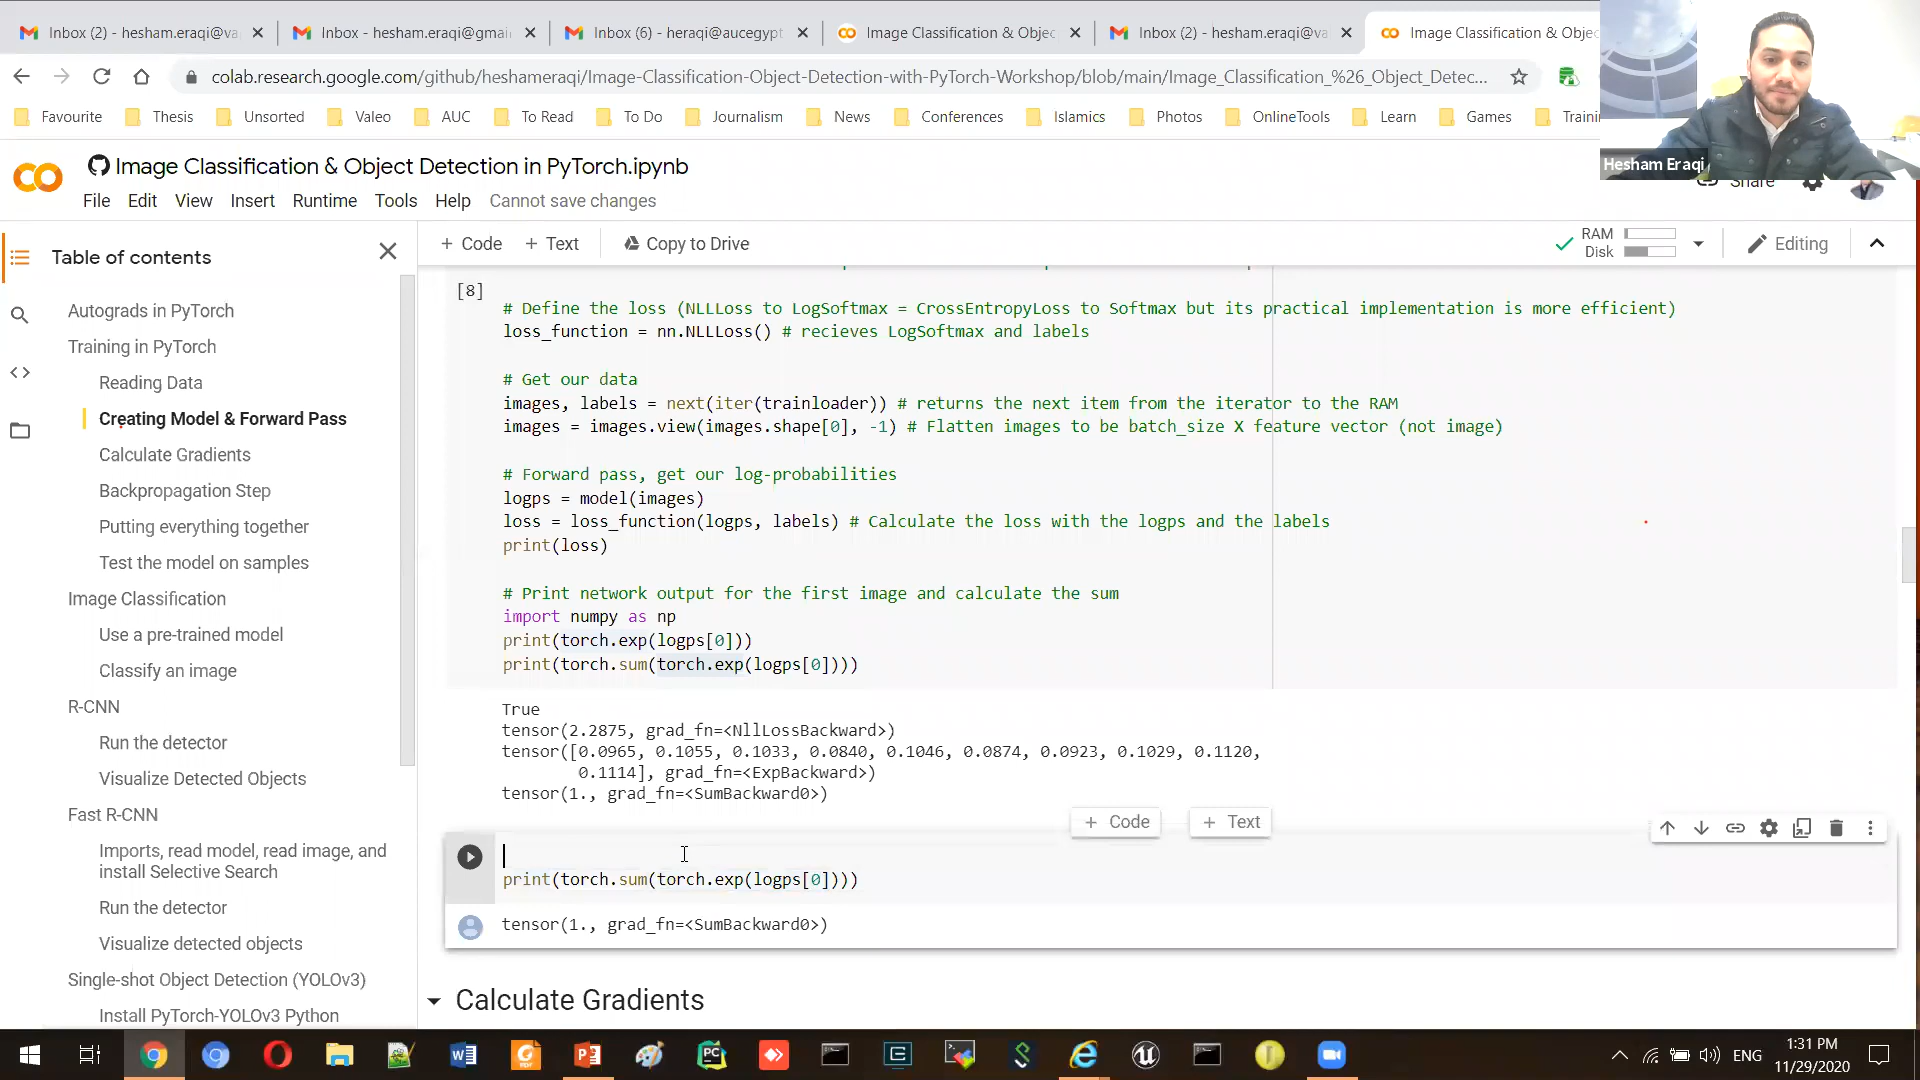 Inbox (2) - hesham.eraqi@va
Inbox - hesham.eraqi@gmai
Inbox (6) - heraqi@aucegypt
Image Classification & Objec
Inbox (2) - hesham.eraqi@va
Image Classification & Objec
colab.research.google.com/github/heshameraqi/Image-Classification-Object-Detection-with-PyTorch-Workshop/blob/main/Image_Classification_%26_Object_Detec...
Favourite
Thesis
Unsorted
Valeo
AUC
To Read
To Do
Journalism
News
Conferences
Islamics
Photos
OnlineTools
Learn
Games
Traini
Hesham Eraqi
Image Classification & Object Detection in PyTorch.ipynb
Share
File Edit View Insert Runtime Tools Help Cannot save changes
+ Code + Text Copy to Drive
RAM
Disk
Editing
Table of contents
Autograds in PyTorch
Training in PyTorch
Reading Data
Creating Model & Forward Pass
Calculate Gradients
Backpropagation Step
Putting everything together
Test the model on samples
Image Classification
Use a pre-trained model
Classify an image
R-CNN
Run the detector
Visualize Detected Objects
Fast R-CNN
Imports, read model, read image, and
install Selective Search
Run the detector
Visualize detected objects
Single-shot Object Detection (YOLOv3)
Install PyTorch-YOLOv3 Python
[8]
# Define the loss (NLLLoss to LogSoftmax = CrossEntropyLoss to Softmax but its practical implementation is more efficient)
loss_function = nn.NLLLoss() # recieves LogSoftmax and labels
# Get our data
images, labels = next(iter(trainloader)) # returns the next item from the iterator to the RAM
images = images.view(images.shape[0], -1) # Flatten images to be batch_size X feature vector (not image)
# Forward pass, get our log-probabilities
logps = model(images)
loss = loss_function(logps, labels) # Calculate the loss with the logps and the labels
print(loss)
# Print network output for the first image and calculate the sum
import numpy as np
print(torch.exp(logps[0]))
print(torch.sum(torch.exp(logps[0])))
True
tensor(2.2875, grad_fn=<NllLossBackward>)
tensor([0.0965, 0.1055, 0.1033, 0.0840, 0.1046, 0.0874, 0.0923, 0.1029, 0.1120,
0.1114], grad_fn=<ExpBackward>)
tensor(1., grad_fn=<SumBackward0>)
+ Code
+ Text
print(torch.sum(torch.exp(logps[0])))
tensor(1., grad_fn=<SumBackward0>)
Calculate Gradients
ENG
1:31 PM
11/29/2020